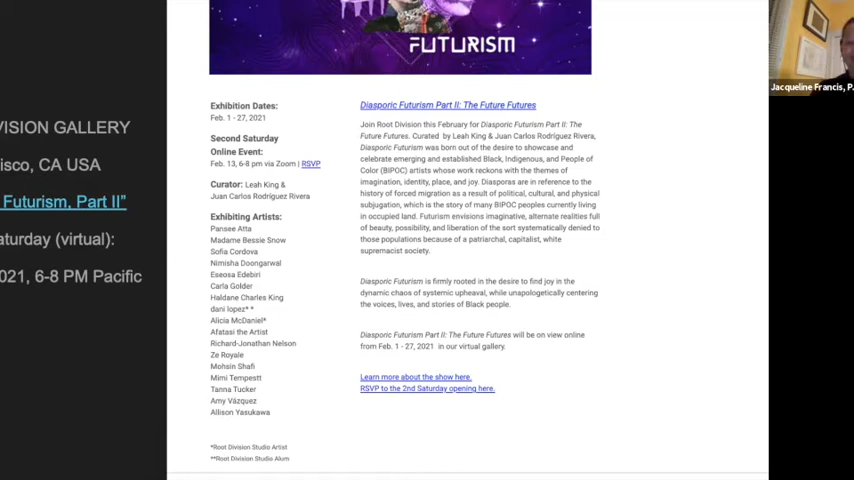 FUTURISM
VISION GALLERY
isco, CA USA
Futurism, Part II"
aturday (virtual):
021, 6-8 PM Pacific
Exhibition Dates:
Feb. 1 - 27, 2021
Second Saturday
Online Event:
Feb. 13, 6-8 pm via Zoom | RSVP
Curator: Leah King &
Juan Carlos Rodríguez Rivera
Exhibiting Artists:
Pansee Atta
Madame Bessie Snow
Sofia Cordova
Nimisha Doongarwal
Eseosa Edebiri
Carla Golder
Haldane Charles King
dani lopez* *
Alicia McDaniel*
Afatasi the Artist
Richard-Jonathan Nelson
Ze Royale
Mohsin Shafi
Mimi Tempestt
Tanna Tucker
Amy Vázquez
Allison Yasukawa
*Root Division Studio Artist
**Root Division Studio Alum
Diasporic Futurism Part II: The Future Futures
Join Root Division this February for Diasporic Futurism Part II: The
Future Futures. Curated by Leah King & Juan Carlos Rodríguez Rivera,
Diasporic Futurism was born out of the desire to showcase and
celebrate emerging and established Black, Indigenous, and People of
Color (BIPOC) artists whose work reckons with the themes of
imagination, identity, place, and joy. Diasporas are in reference to the
history of forced migration as a result of political, cultural, and physical
subjugation, which is the story of many BIPOC peoples currently living
in occupied land. Futurism envisions imaginative, alternate realities full
of beauty, possibility, and liberation of the sort systematically denied to
those populations because of a patriarchal, capitalist, white
supremacist society.
Diasporic Futurism is firmly rooted in the desire to find joy in the
dynamic chaos of systemic upheaval, while unapologetically centering
the voices, lives, and stories of Black people.
Diasporic Futurism Part II: The Future Futures will be on view online
from Feb. 1 - 27, 2021 in our virtual gallery.
Learn more about the show here.
RSVP to the 2nd Saturday opening here.
Jacqueline Francis, P